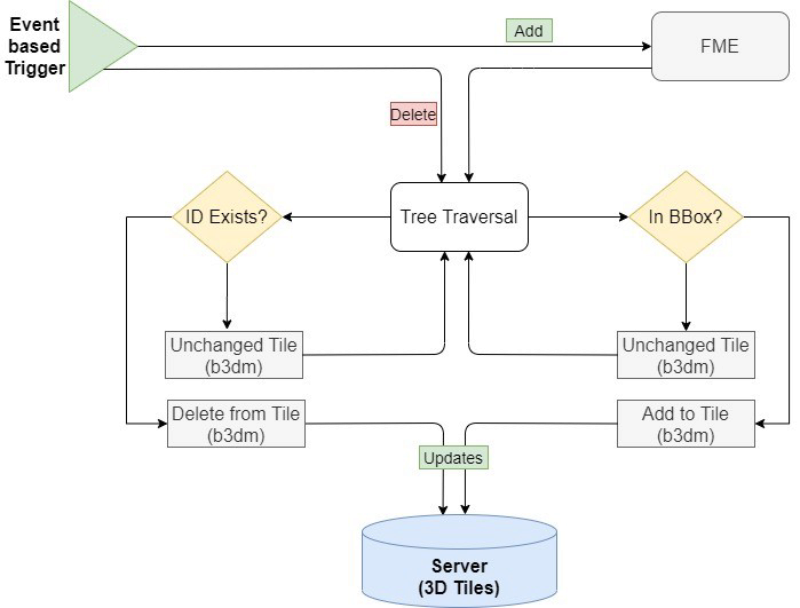 Event
based
Trigger
Add
FME
Delete
ID Exists?
Tree Traversal
In BBox?
Unchanged Tile
(b3dm)
Unchanged Tile
(b3dm)
Delete from Tile
(b3dm)
Add to Tile
(b3dm)
Updates
Server
(3D Tiles)